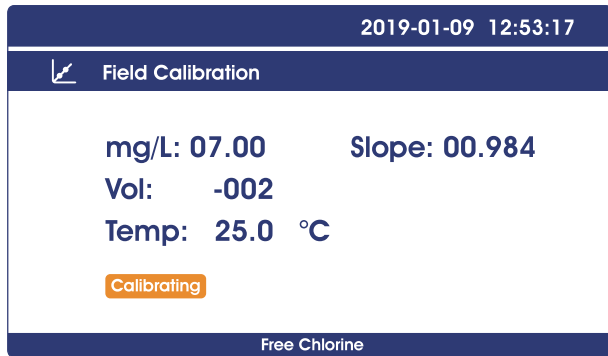 2019-01-09 12:53:17
Field Calibration
mg/L: 07.00 Slope: 00.984
Vol: -002
Temp: 25.0 °C
Calibrating
Free Chlorine